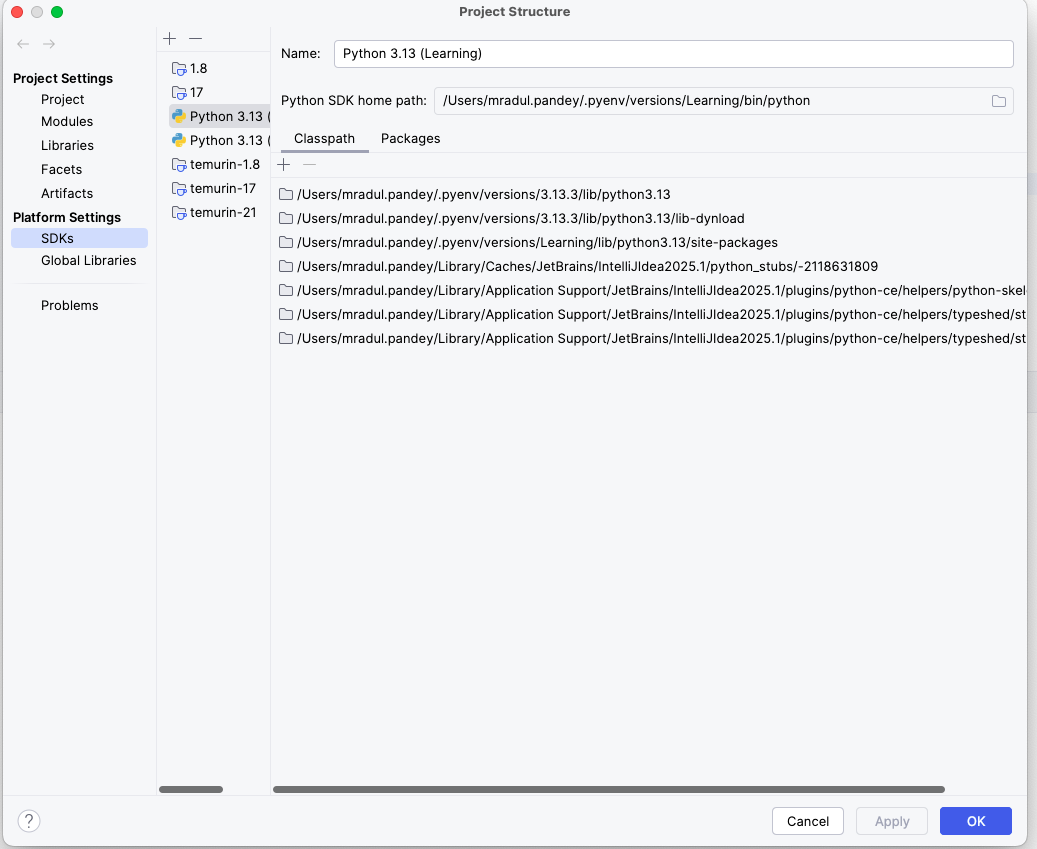 Project Structure
Project Settings
Project
Modules
Libraries
Facets
Artifacts
Platform Settings
SDKs
Global Libraries
Problems
1.8
17
Python 3.13 (
Python 3.13 (
temurin-1.8
temurin-17
temurin-21
Name: Python 3.13 (Learning)
Python SDK home path: /Users/mradul.pandey/.pyenv/versions/Learning/bin/python
Classpath Packages
/Users/mradul.pandey/.pyenv/versions/3.13.3/lib/python3.13
/Users/mradul.pandey/.pyenv/versions/3.13.3/lib/python3.13/lib-dynload
/Users/mradul.pandey/.pyenv/versions/Learning/lib/python3.13/site-packages
/Users/mradul.pandey/Library/Caches/JetBrains/IntelliJIdea2025.1/python_stubs/-2118631809
/Users/mradul.pandey/Library/Application Support/JetBrains/IntelliJIdea2025.1/plugins/python-ce/helpers/python-skel
/Users/mradul.pandey/Library/Application Support/JetBrains/IntelliJIdea2025.1/plugins/python-ce/helpers/typeshed/st
/Users/mradul.pandey/Library/Application Support/JetBrains/IntelliJIdea2025.1/plugins/python-ce/helpers/typeshed/st
? Cancel Apply OK